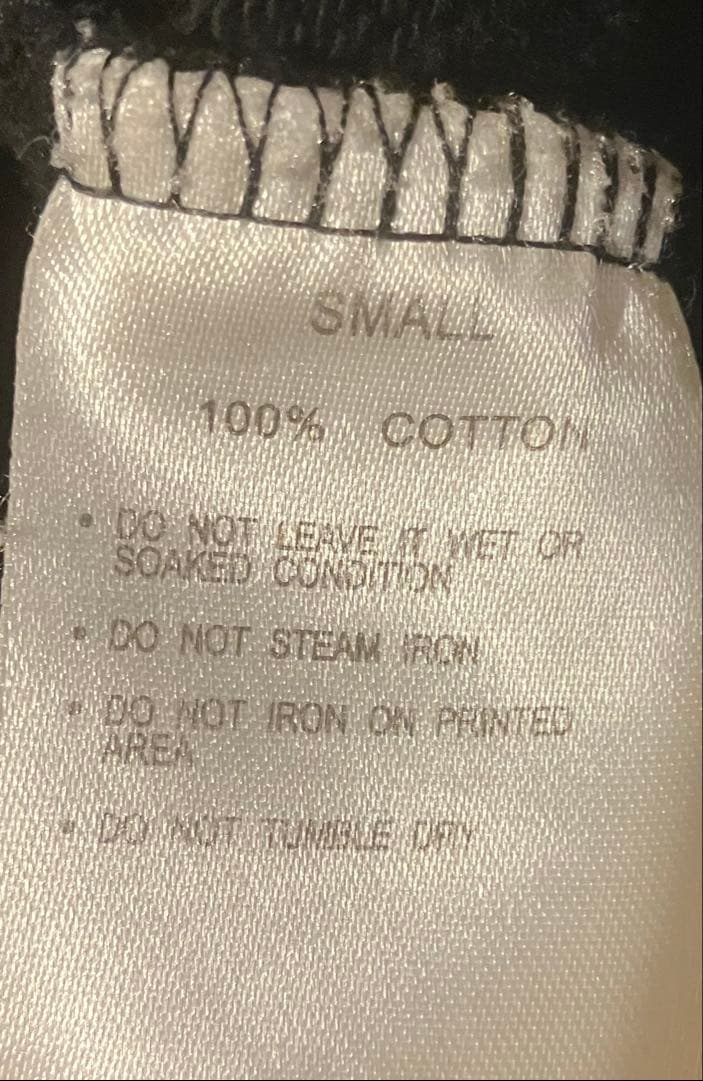 SMALL
100% COTTON
• DO NOT LEAVE IT WET OR
SOAKED CONDITION
• DO NOT STEAM IRON
• DO NOT IRON ON PRINTED
AREA
• DO NOT TUMBLE DRY